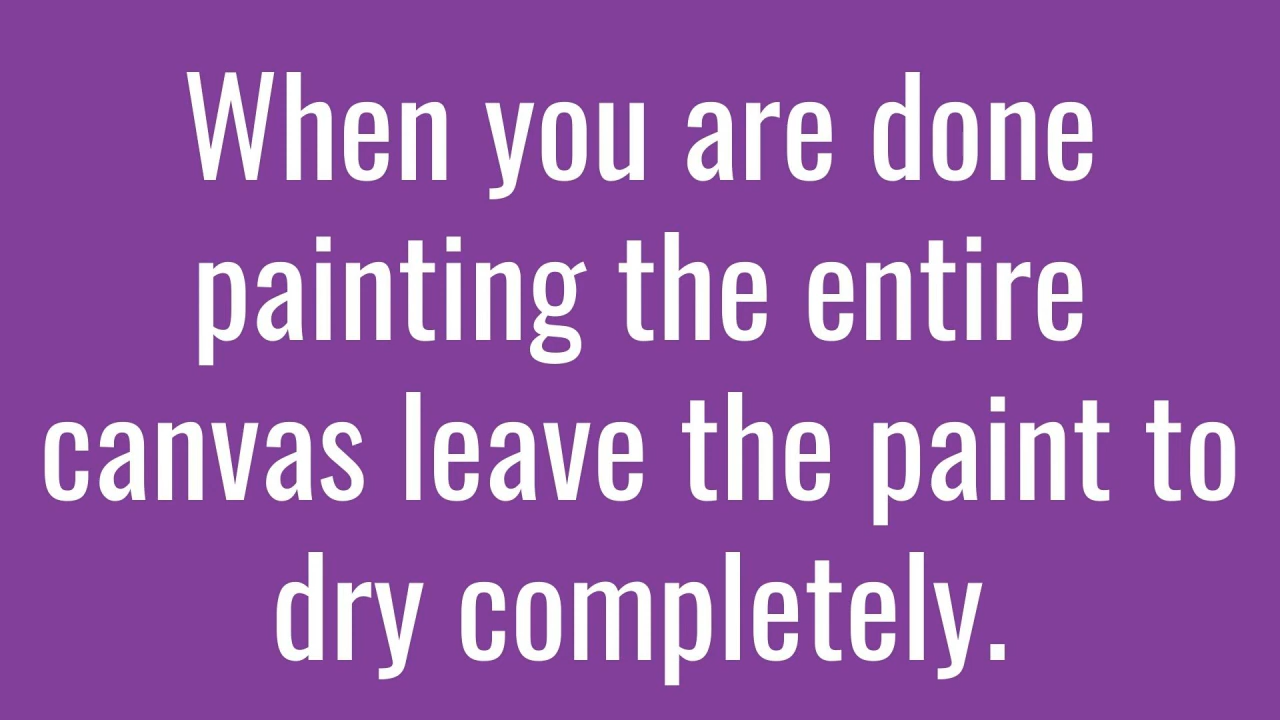 When you are done
painting the entire
canvas leave the paint to
dry completely.